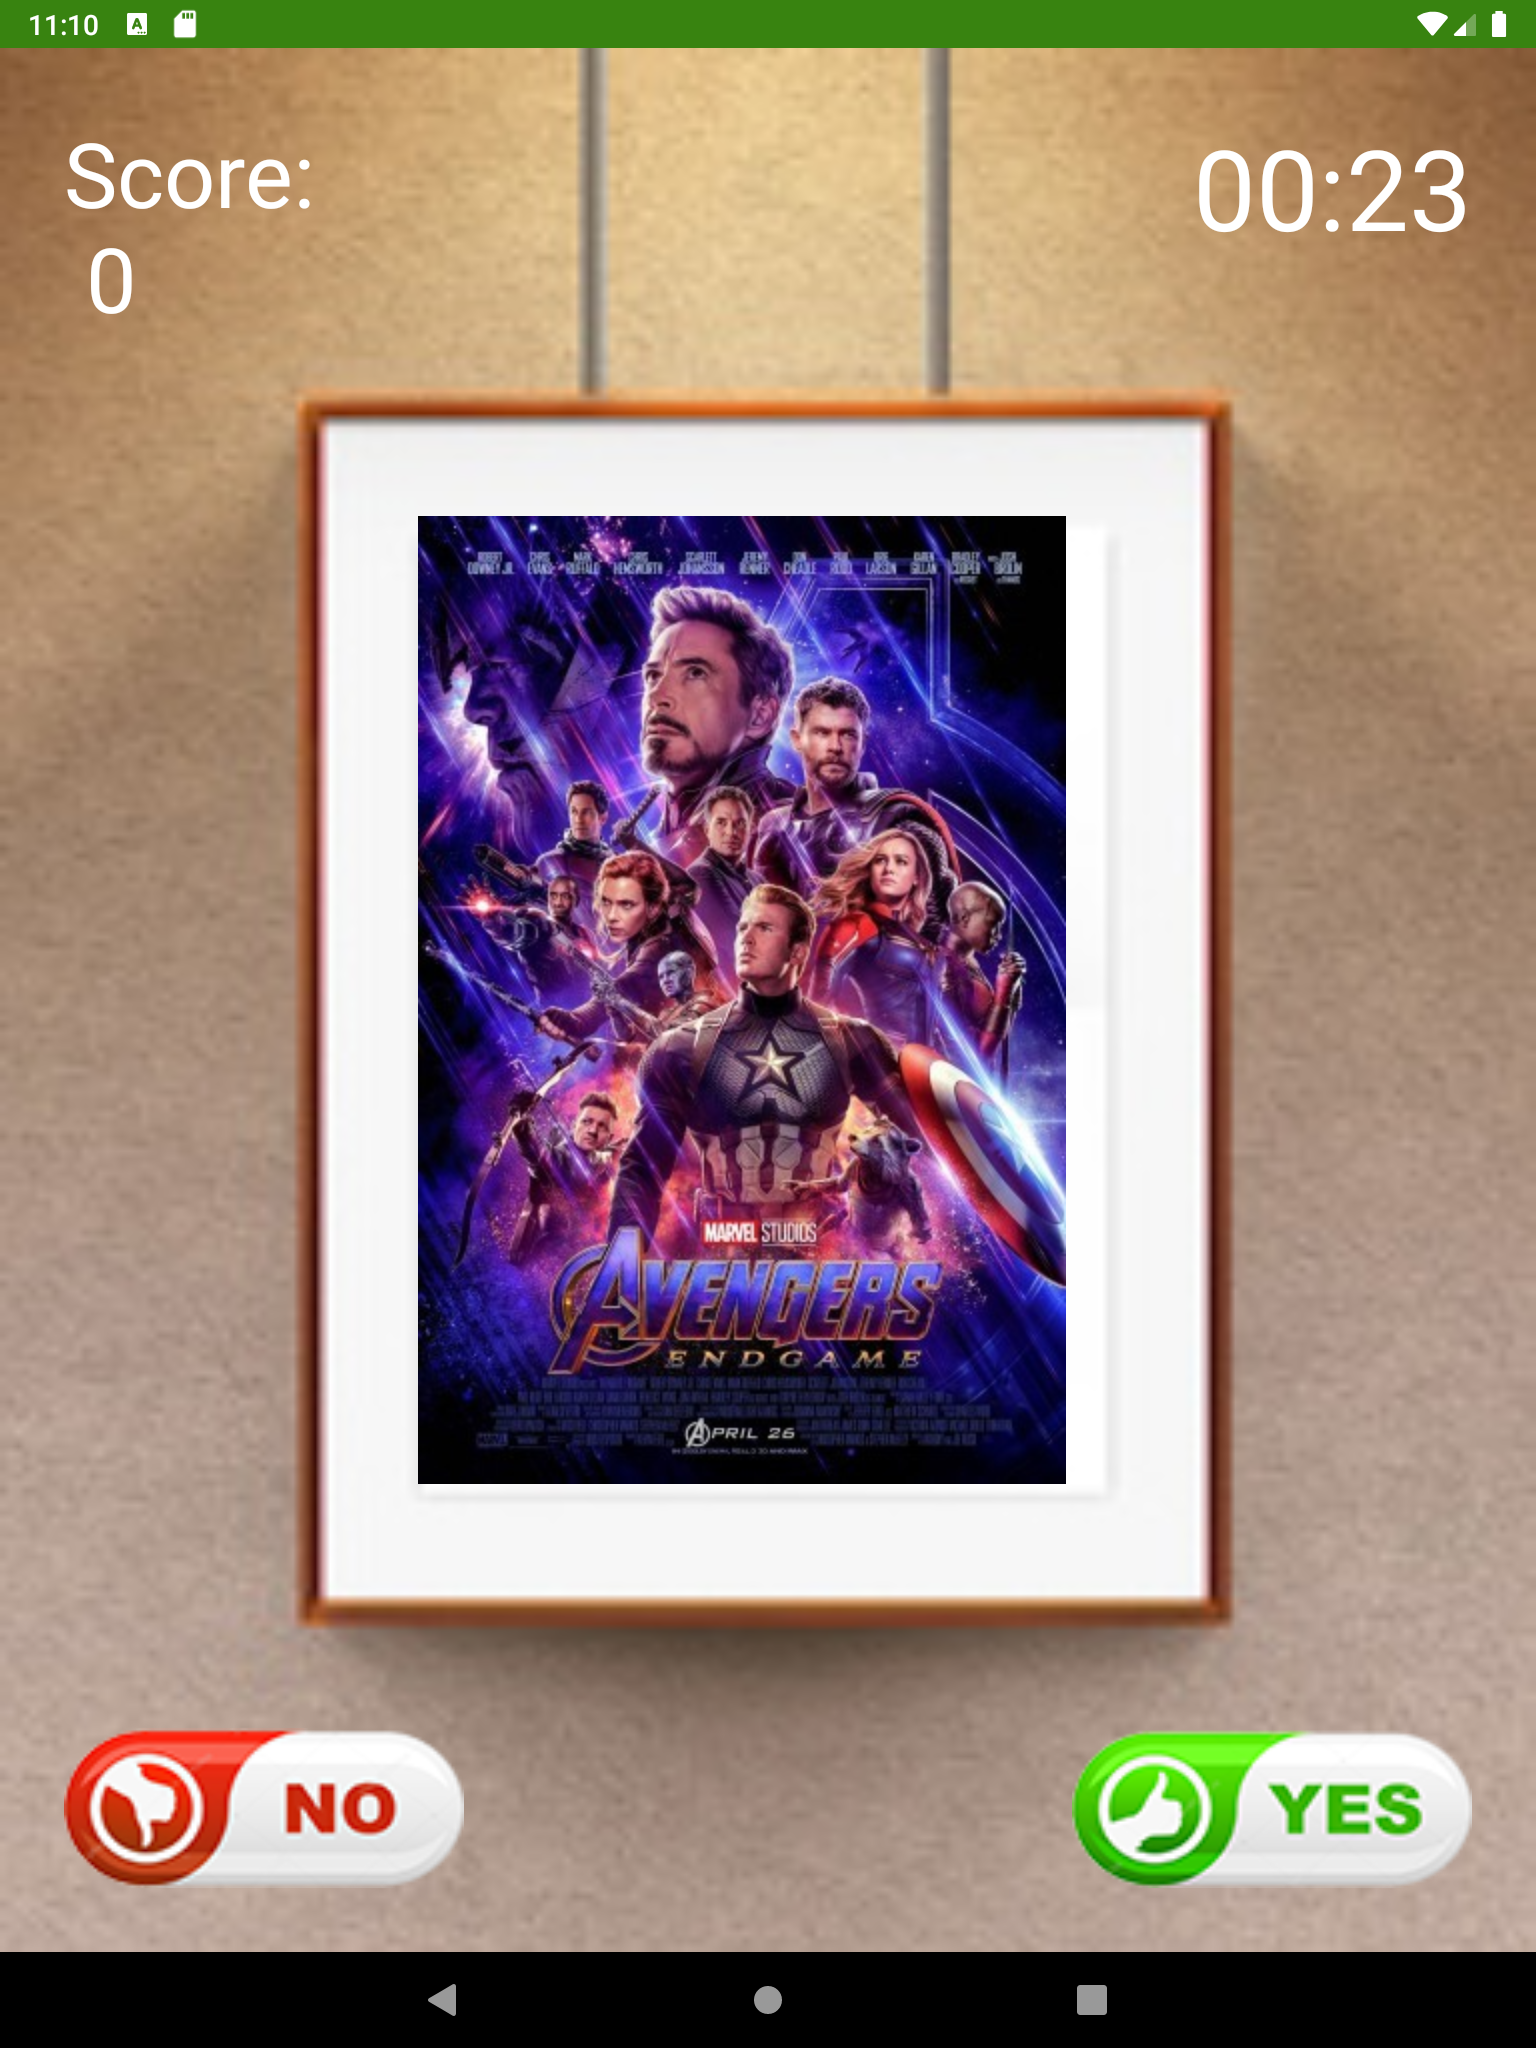 11:10
Score:
0
00:23
ROBERT DOWNEY JR. CHRIS EVANS MARK RUFFALO CHRIS HEMSWORTH SCARLETT JOHANSSON JEREMY RENNER DON CHEADLE PAUL RUDD BRIE LARSON KAREN GILLAN BRADLEY COOPER JOSH BROLIN
MARVEL STUDIOS
AVENGERS
ENDGAME
APRIL 26
NO
YES